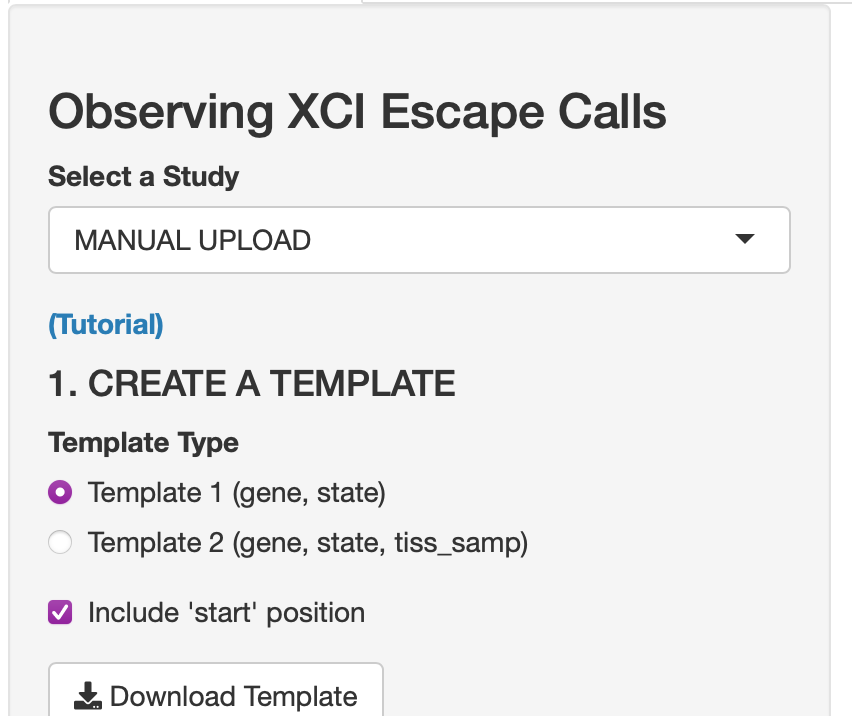 Observing XCI Escape Calls
Select a Study
MANUAL UPLOAD
(Tutorial)
1. CREATE A TEMPLATE
Template Type
Template 1 (gene, state)
Template 2 (gene, state, tiss_samp)
Include 'start' position
Download Template